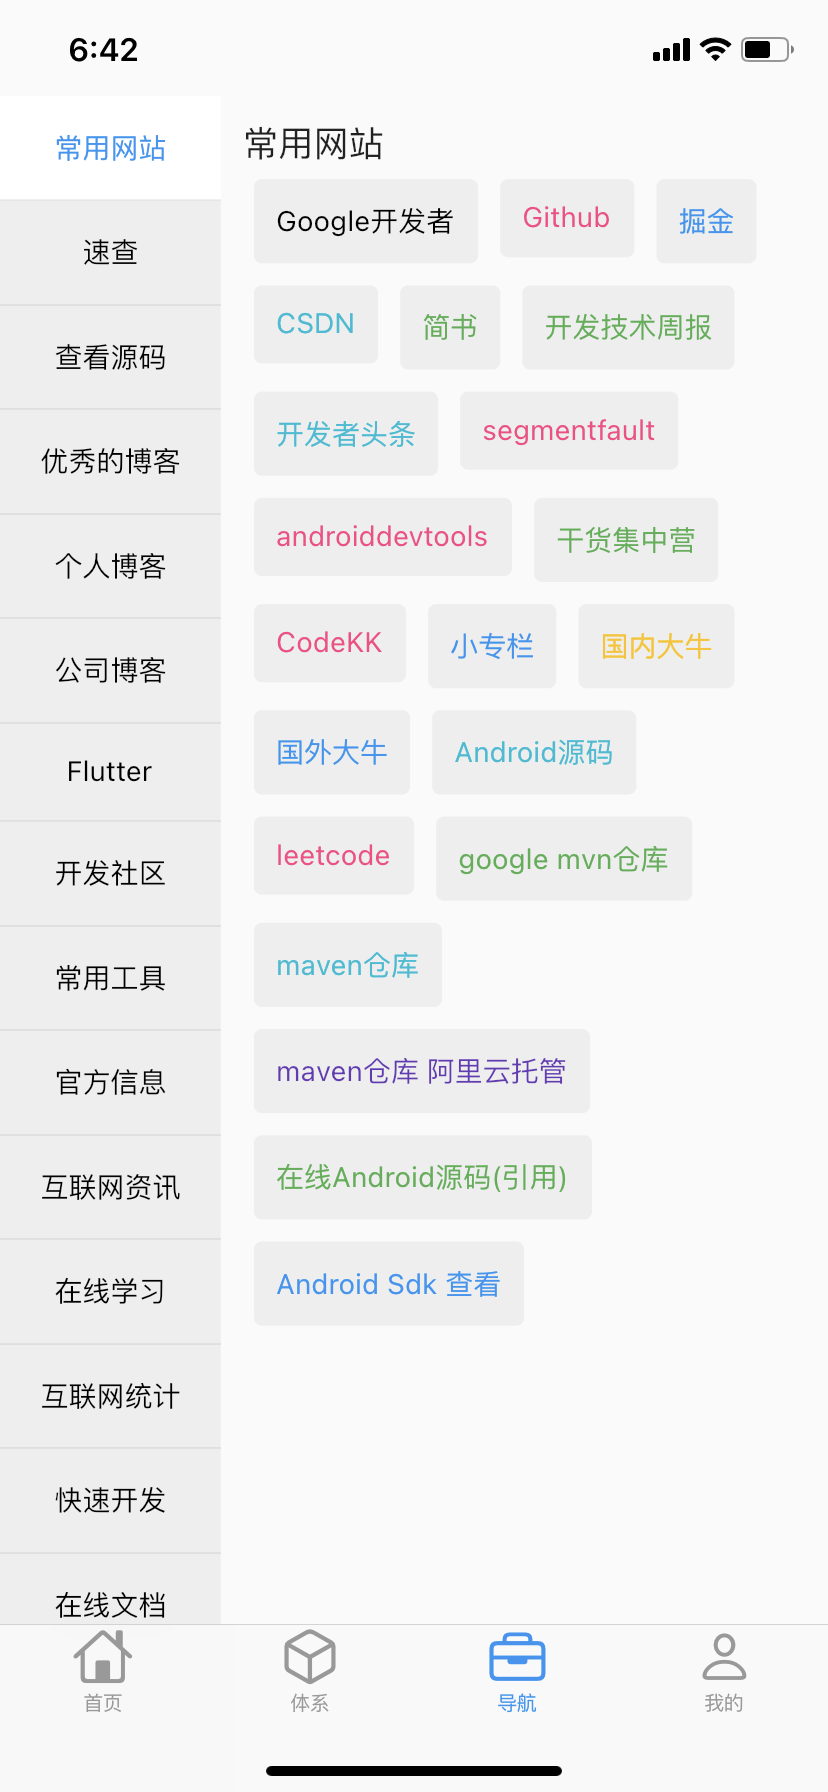 6:42
常用网站
速查
查看源码
优秀的博客
个人博客
公司博客
Flutter
开发社区
常用工具
官方信息
互联网资讯
在线学习
互联网统计
快速开发
在线文档
常用网站
Google开发者 Github 掘金
CSDN 简书 开发技术周报
开发者头条 segmentfault
androiddevtools 干货集中营
CodeKK 小专栏 国内大牛
国外大牛 Android源码
leetcode google mvn仓库
maven仓库
maven仓库 阿里云托管
在线Android源码(引用)
Android Sdk 查看
首页 体系 导航 我的